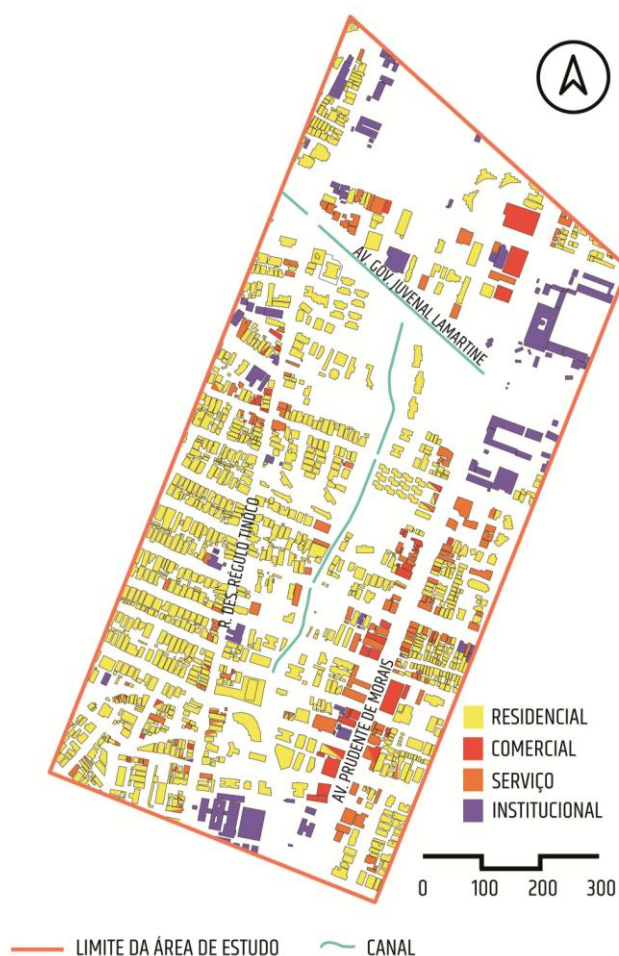 AV. GOV. JUVENAL LAMARTINE
R. DES. RÉGULO TINÔCO
AV. PRUDENTE DE MORAIS
RESIDENCIAL
COMERCIAL
SERVIÇO
INSTITUCIONAL
0 100 200 300
LIMITE DA ÁREA DE ESTUDO CANAL